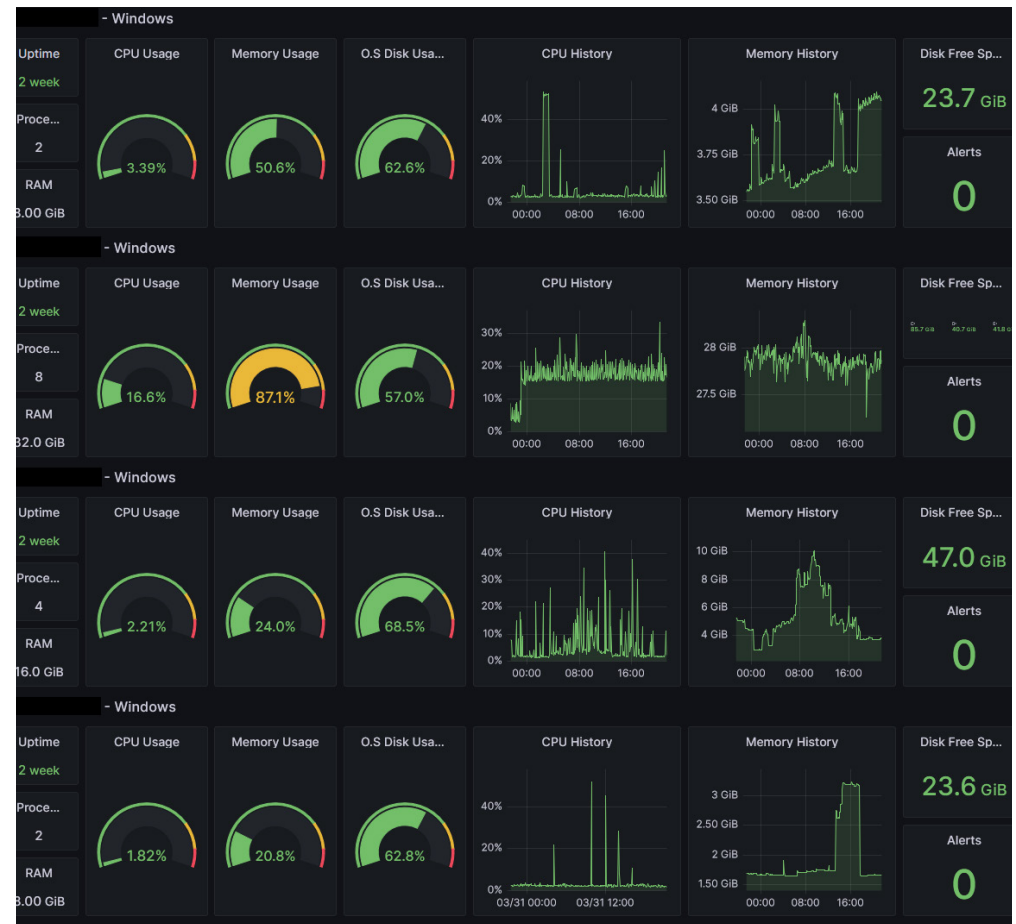 - Windows
Uptime
2 week
Proce...
2
RAM
8.00 GiB
CPU Usage
3.39%
Memory Usage
50.6%
O.S Disk Usa...
62.6%
CPU History
40%
20%
0%
00:00 08:00 16:00
Memory History
4 GiB
3.75 GiB
3.50 GiB
00:00 08:00 16:00
Disk Free Sp...
23.7 GiB
Alerts
0
- Windows
Uptime
2 week
Proce...
8
RAM
32.0 GiB
CPU Usage
16.6%
Memory Usage
87.1%
O.S Disk Usa...
57.0%
CPU History
30%
20%
10%
0%
00:00 08:00 16:00
Memory History
28 GiB
27.5 GiB
00:00 08:00 16:00
Disk Free Sp...
85.7 GiB 40.7 GiB 41.8
Alerts
0
- Windows
Uptime
2 week
Proce...
4
RAM
16.0 GiB
CPU Usage
2.21%
Memory Usage
24.0%
O.S Disk Usa...
68.5%
CPU History
40%
30%
20%
10%
0%
00:00 08:00 16:00
Memory History
10 GiB
8 GiB
6 GiB
4 GiB
00:00 08:00 16:00
Disk Free Sp...
47.0 GiB
Alerts
0
- Windows
Uptime
2 week
Proce...
2
RAM
8.00 GiB
CPU Usage
1.82%
Memory Usage
20.8%
O.S Disk Usa...
62.8%
CPU History
40%
20%
0%
03/31 00:00 03/31 12:00
Memory History
3 GiB
2.50 GiB
2 GiB
1.50 GiB
00:00 08:00 16:00
Disk Free Sp...
23.6 GiB
Alerts
0